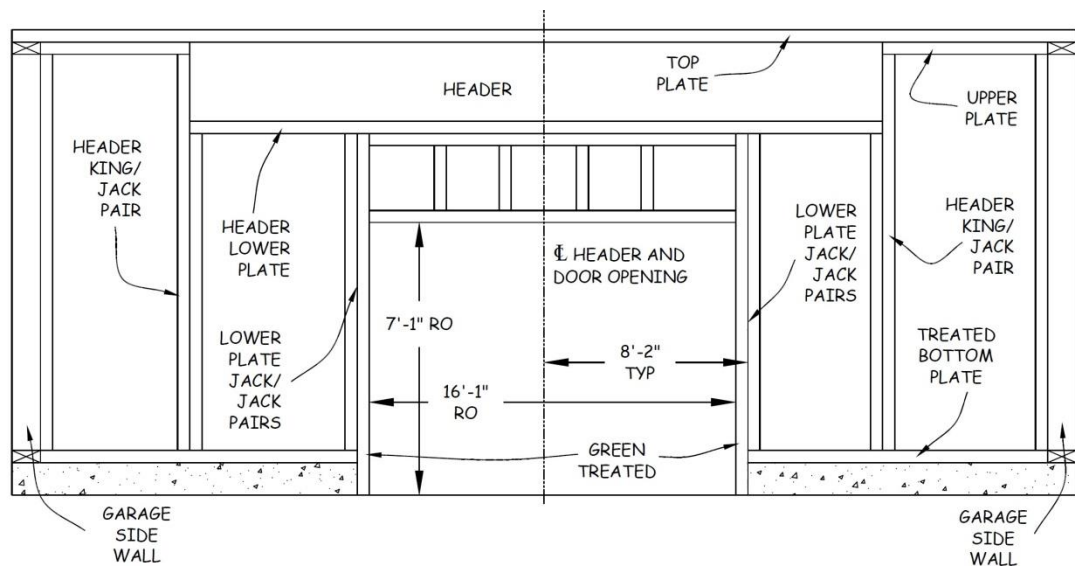 TOP
PLATE
HEADER
UPPER
PLATE
HEADER
KING/
JACK
PAIR
HEADER
LOWER
PLATE
℄ HEADER AND
DOOR OPENING
LOWER
PLATE
JACK/
JACK
PAIRS
HEADER
KING/
JACK
PAIR
7'-1" RO
LOWER
PLATE
JACK/
JACK
PAIRS
8'-2"
TYP
TREATED
BOTTOM
PLATE
16'-1"
RO
GREEN
TREATED
GARAGE
SIDE
WALL
GARAGE
SIDE
WALL